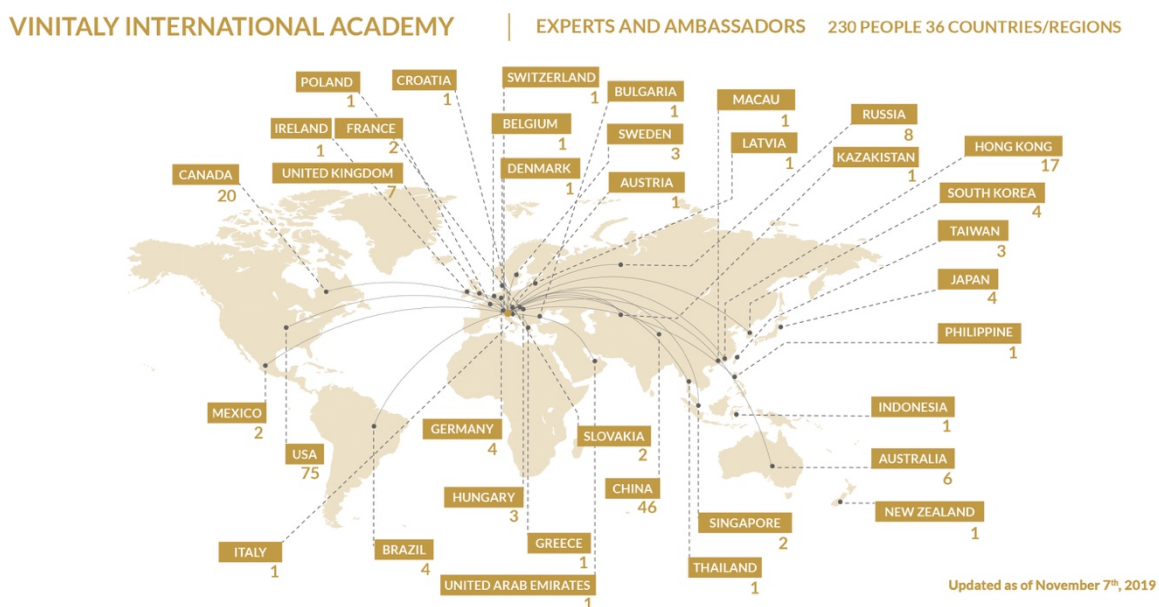 VINITALY INTERNATIONAL ACADEMY | EXPERTS AND AMBASSADORS 230 PEOPLE 36 COUNTRIES/REGIONS
POLAND
1
CROATIA
1
SWITZERLAND
1
BULGARIA
1
MACAU
1
RUSSIA
8
IRELAND
1
FRANCE
2
BELGIUM
1
SWEDEN
3
LATVIA
1
KAZAKISTAN
1
HONG KONG
17
CANADA
20
UNITED KINGDOM
7
DENMARK
1
AUSTRIA
1
SOUTH KOREA
4
TAIWAN
3
JAPAN
4
PHILIPPINE
1
MEXICO
2
USA
75
GERMANY
4
SLOVAKIA
2
INDONESIA
1
AUSTRALIA
6
HUNGARY
3
CHINA
46
SINGAPORE
2
NEW ZEALAND
1
ITALY
1
BRAZIL
4
GREECE
1
UNITED ARAB EMIRATES
1
THAILAND
1
Updated as of November 7th, 2019